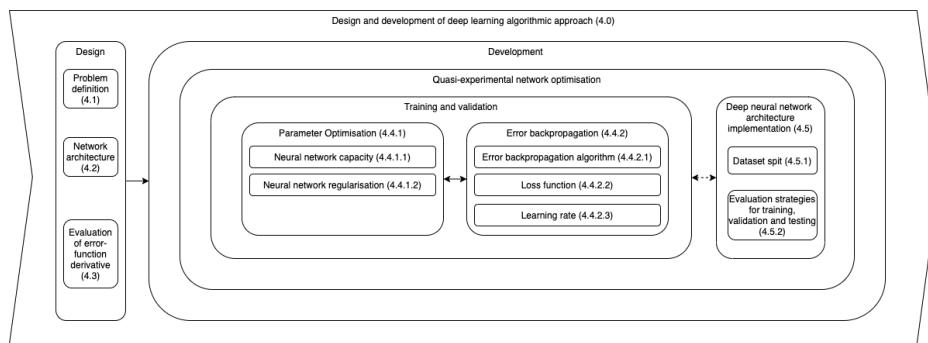 Design and development of deep learning algorithmic approach (4.0)
Design
Problem
definition
(4.1)
Network
architecture
(4.2)
Evaluation
of error-
function
derivative
(4.3)
Development
Quasi-experimental network optimisation
Training and validation
Parameter Optimisation (4.4.1)
Neural network capacity (4.4.1.1)
Neural network regularisation (4.4.1.2)
Error backpropagation (4.4.2)
Error backpropagation algorithm (4.4.2.1)
Loss function (4.4.2.2)
Learning rate (4.4.2.3)
Deep neural network
architecture
implementation (4.5)
Dataset spit (4.5.1)
Evaluation strategies
for training,
validation and testing
(4.5.2)